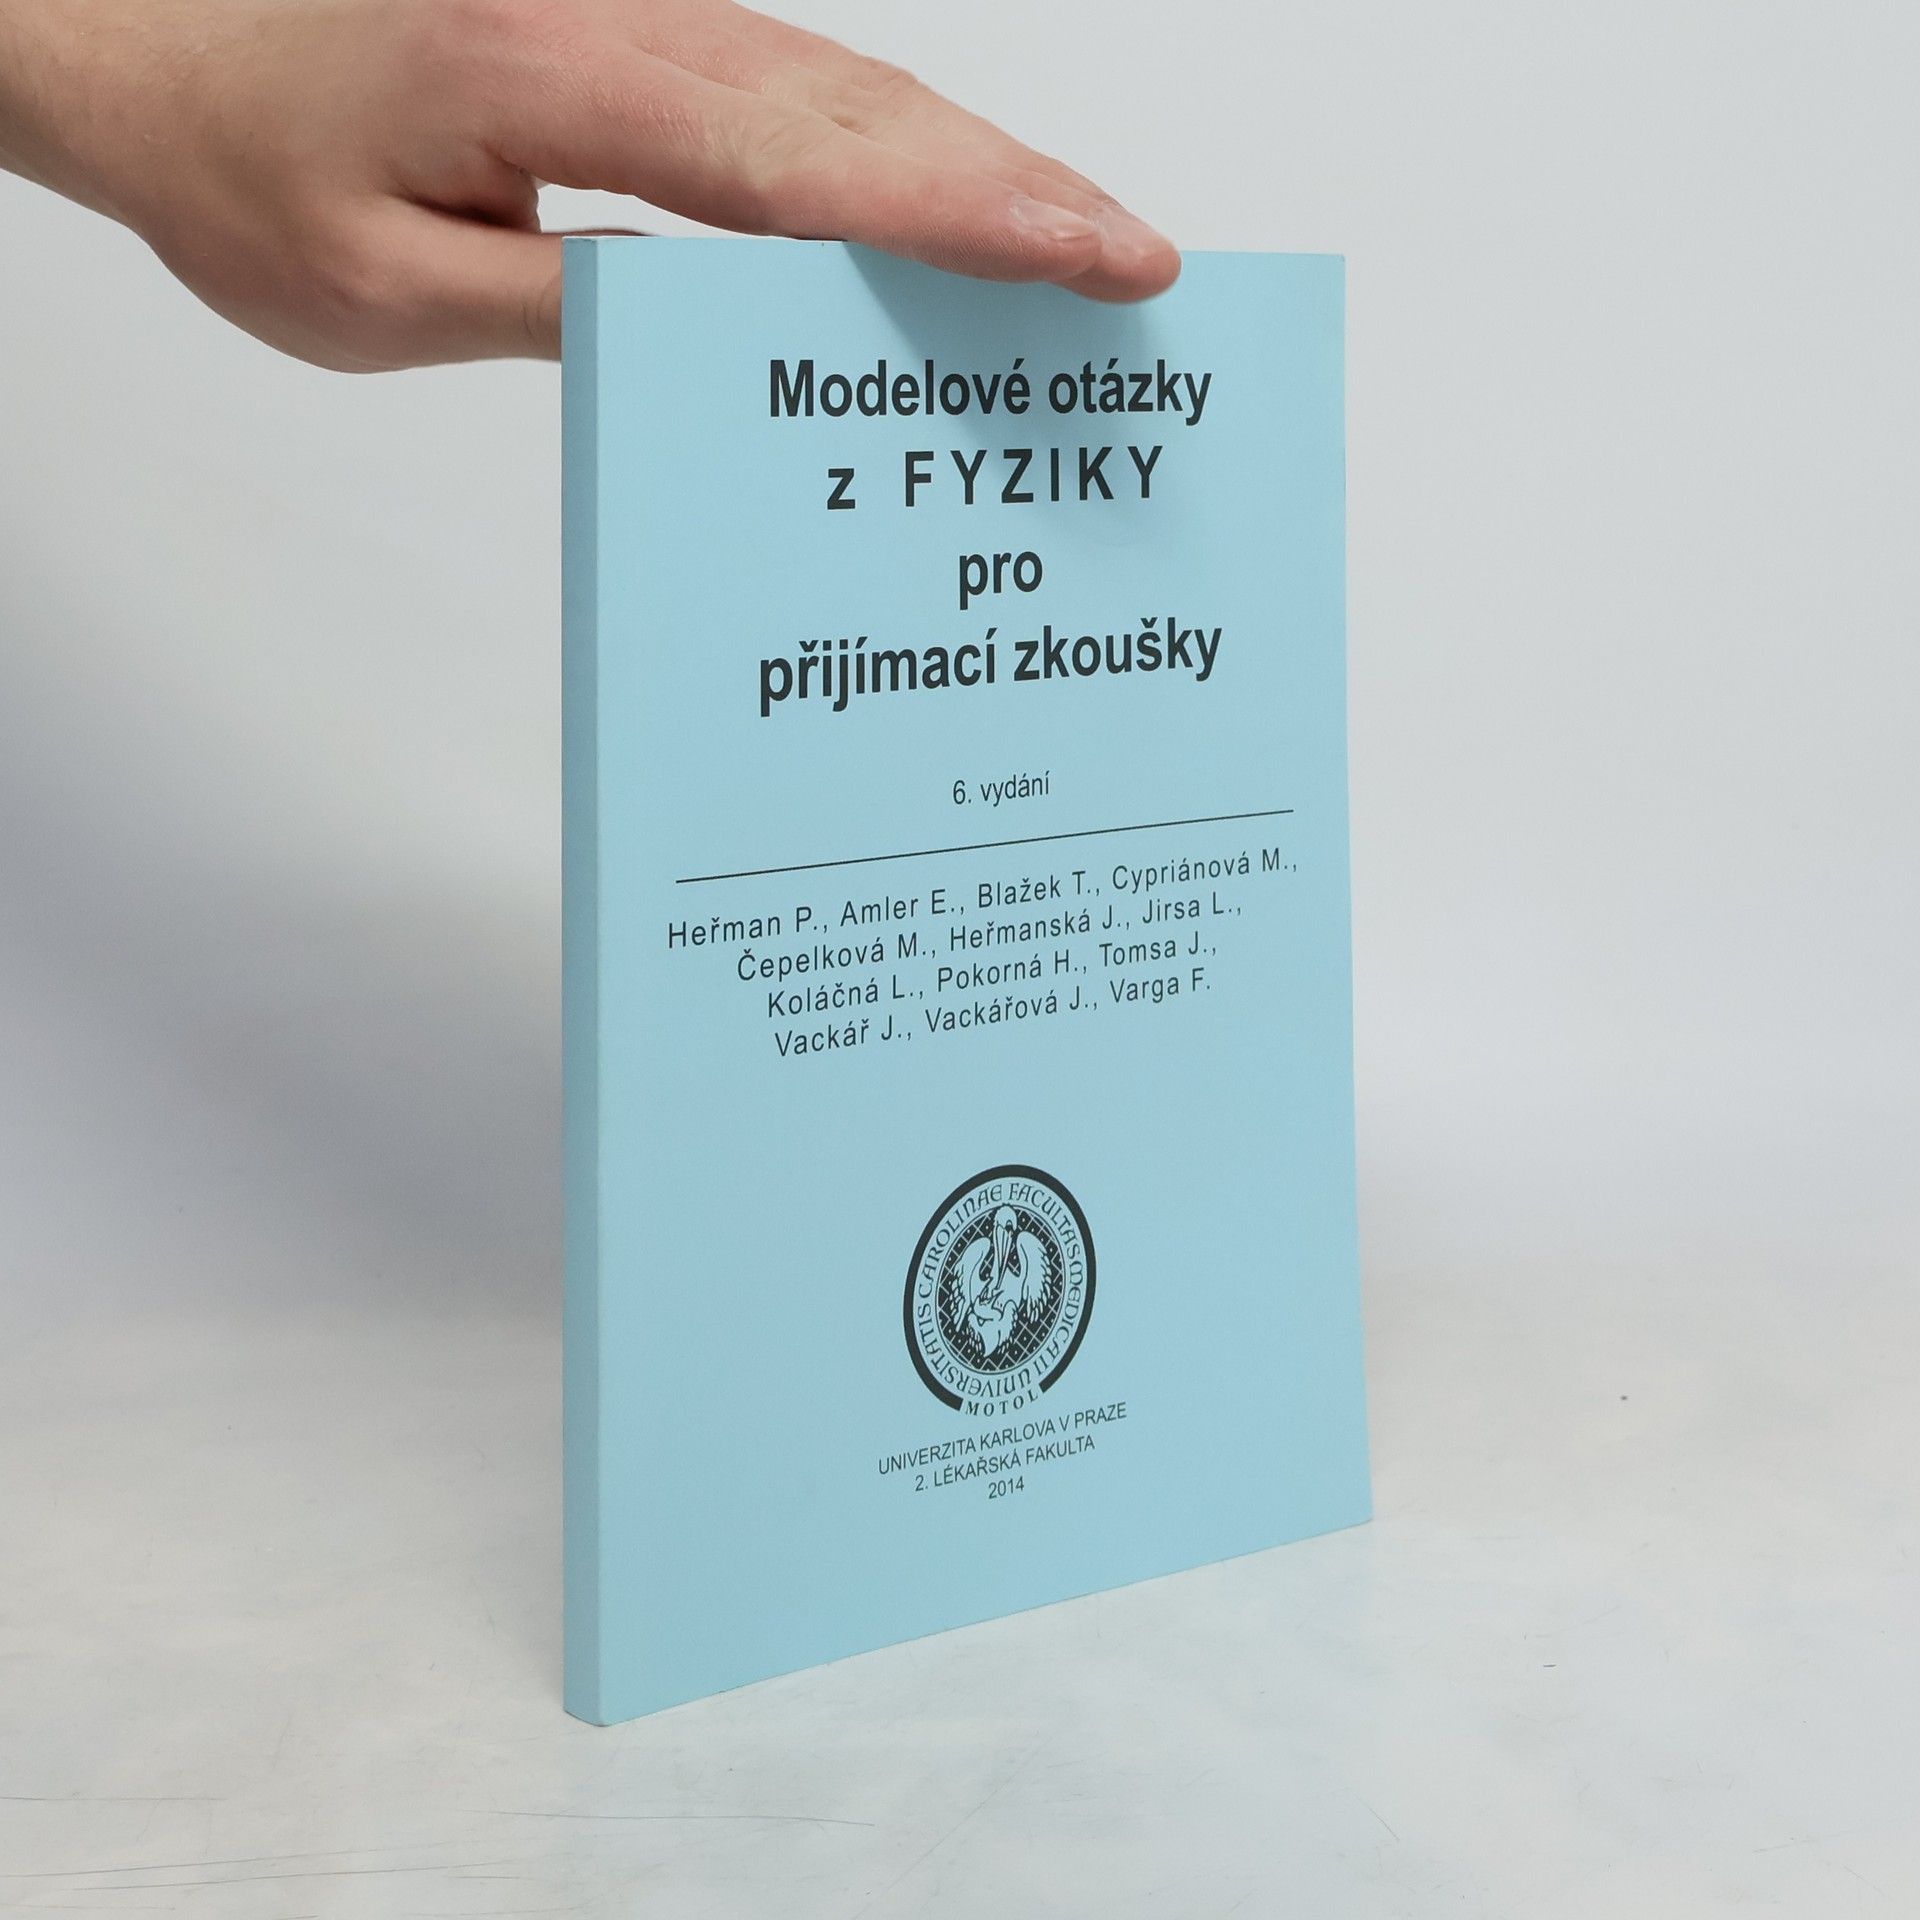 Modelové otázky
z FYZIKY
pro
přijímací zkoušky
6. vydání
Heřman P., Amler E., Blažek T., Cypriánová M.,
Čepelková M., Heřmanská J., Jirsa L.,
Koláčná L., Pokorná H., Tomsa J.,
Vackář J., Vackářová J., Varga F.
UNIVERSITATIS CAROLINAE FACULTAS MEDICA II
MOTOL
UNIVERZITA KARLOVA V PRAZE
2. LÉKAŘSKÁ FAKULTA
2014